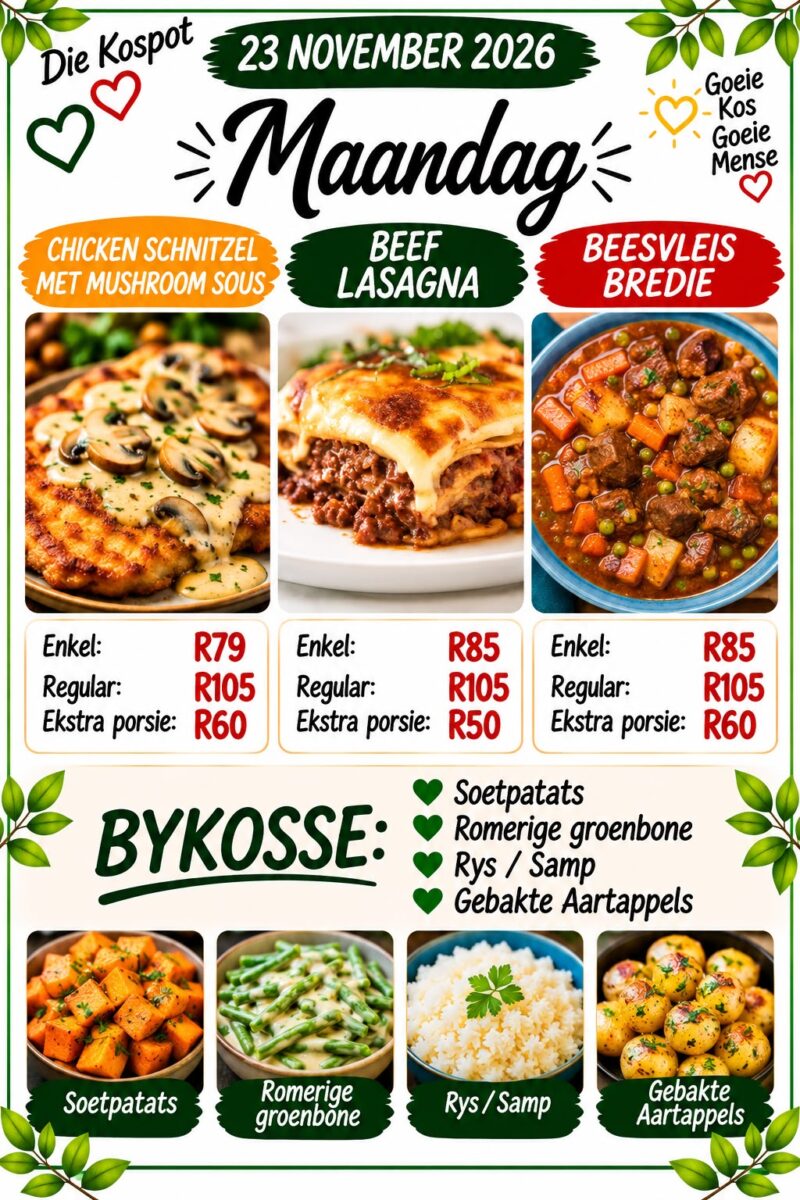 Die Kospot
23 NOVEMBER 2026
Maandag
Goeie
Kos
Goeie
Mense
CHICKEN SCHNITZEL
MET MUSHROOM SOUS
BEEF
LASAGNA
BEESVLEIS
BREDIE
Enkel: R79
Regular: R105
Ekstra porsie: R60
Enkel: R85
Regular: R105
Ekstra porsie: R50
Enkel: R85
Regular: R105
Ekstra porsie: R60
BYKOSSE:
Soetpatats
Romerige groenbone
Rys / Samp
Gebakte Aartappels
Soetpatats
Romerige
groenbone
Rys / Samp
Gebakte
Aartappels